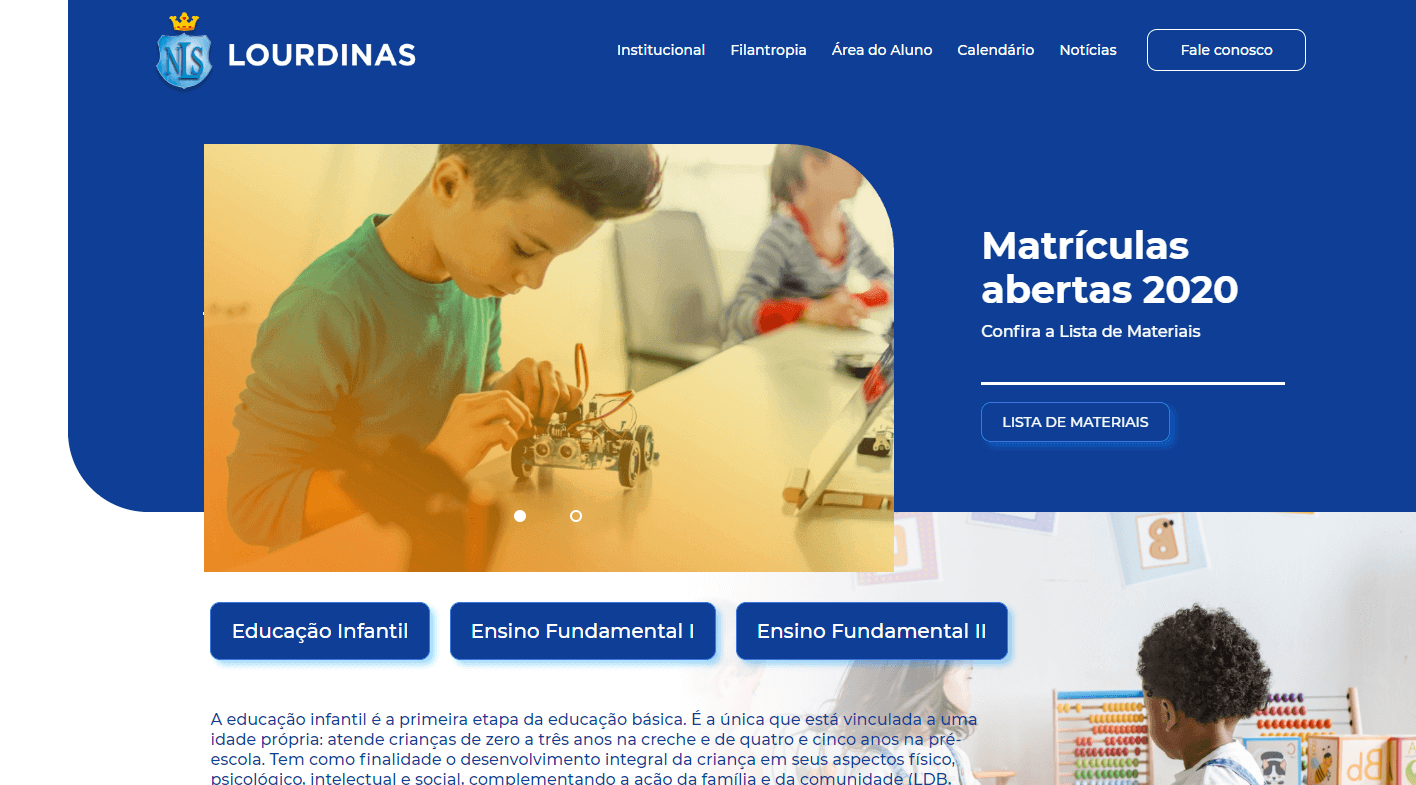 NLS
LOURDINAS
Institucional
Filantropia
Área do Aluno
Calendário
Notícias
Fale conosco
Matrículas
abertas 2020
Confira a Lista de Materiais
LISTA DE MATERIAIS
Educação Infantil
Ensino Fundamental I
Ensino Fundamental II
A educação infantil é a primeira etapa da educação básica. É a única que está vinculada a uma
idade própria: atende crianças de zero a três anos na creche e de quatro e cinco anos na pré-
escola. Tem como finalidade o desenvolvimento integral da criança em seus aspectos físico,
psicológico, intelectual e social, complementando a ação da família e da comunidade (LDB,